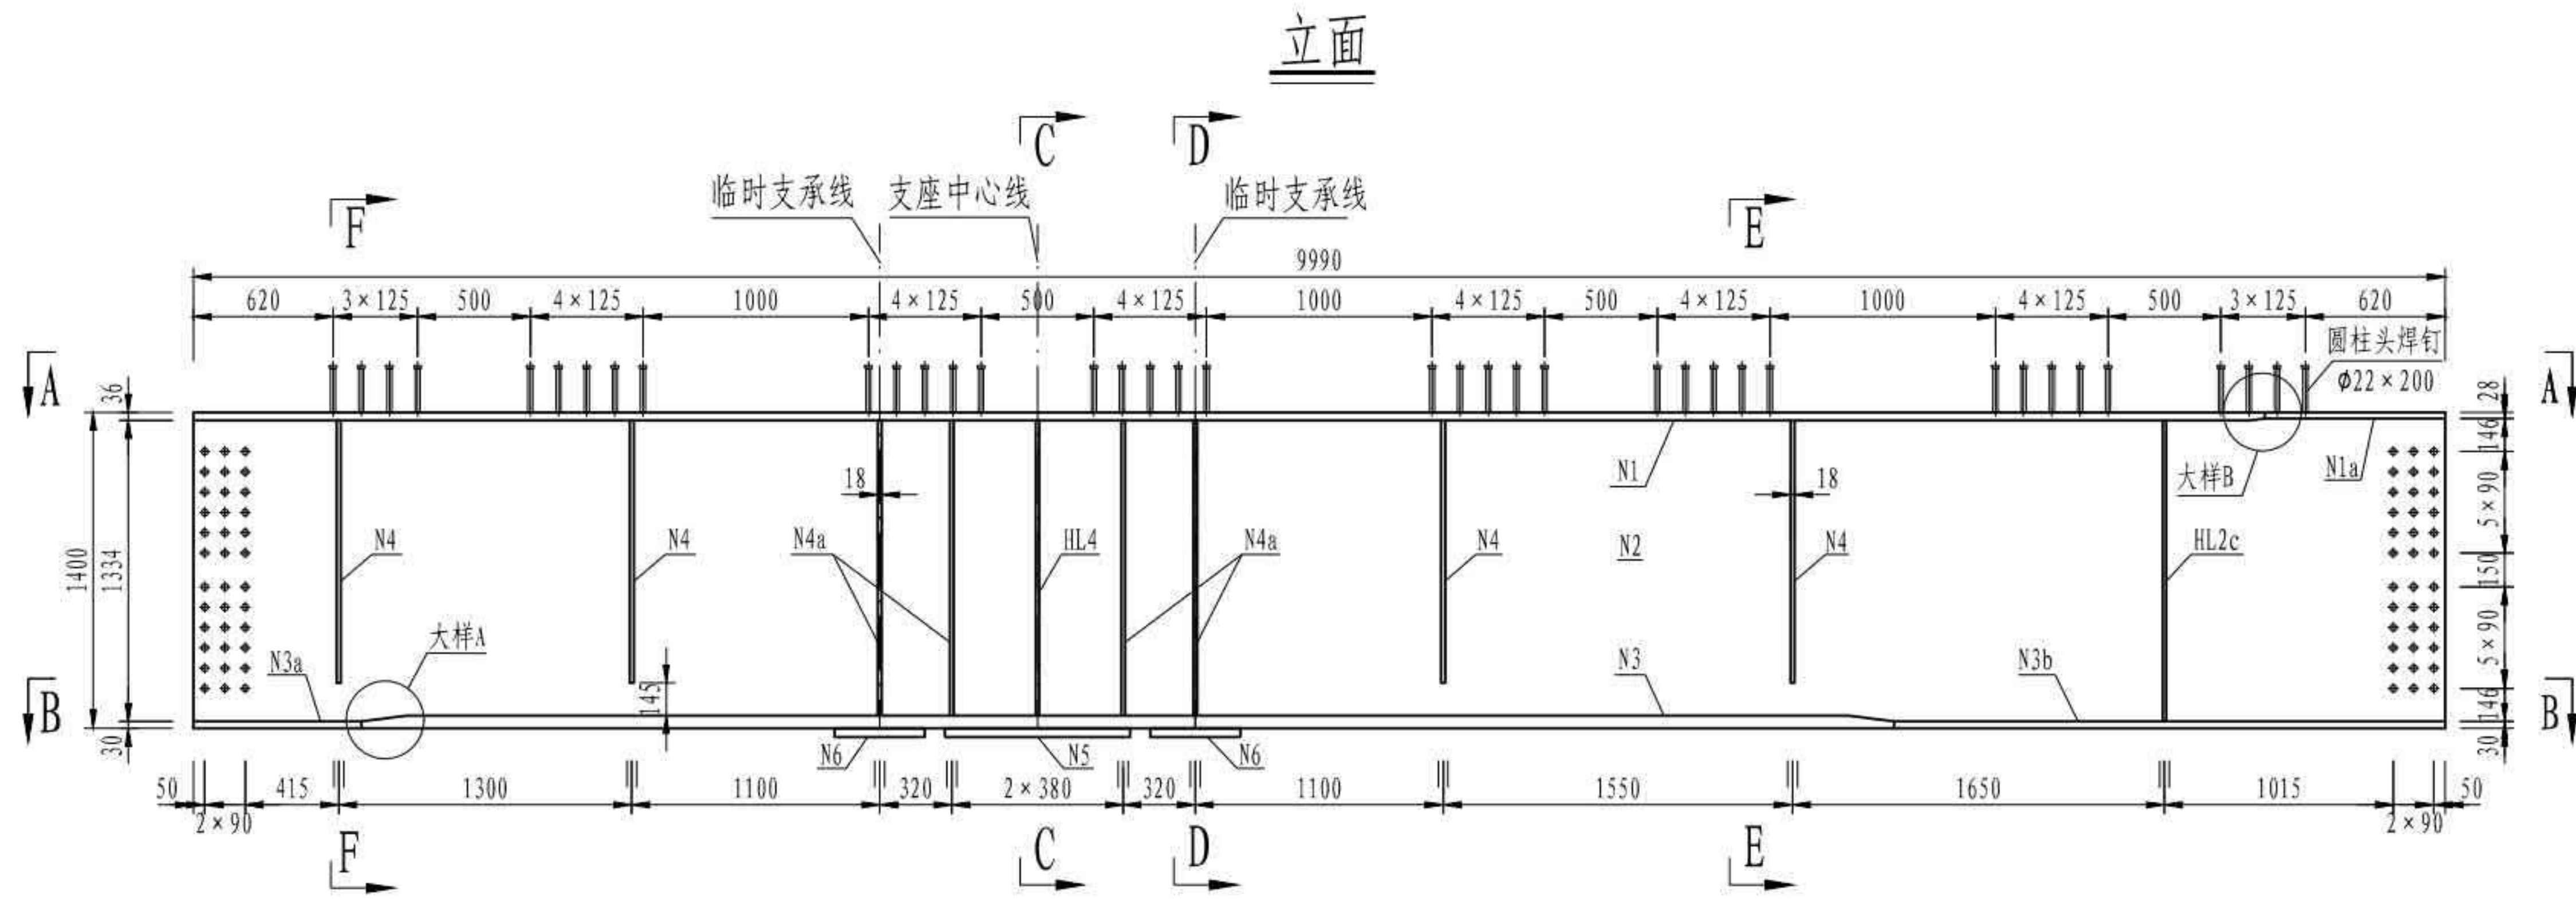 立面
C D
临时支承线 支座中心线 临时支承线
F E
9990
620 3×125 500 4×125 1000 4×125 500 4×125 1000 4×125 500 4×125 1000 4×125 500 3×125 620
圆柱头焊钉
Φ22×200
A A
36 28
146
18 N1 18 大样B N1a
5×90
N4 N4 N4a HL4 N4a N4 N2 N4 HL2c
1400 1334 150
大样A
N3a N3 N3b
5×90
145
B B
146
30 30
N6 N5 N6
50 415 1300 1100 320 2×380 320 1100 1550 1650 1015 50
2×90 2×90
F C D E